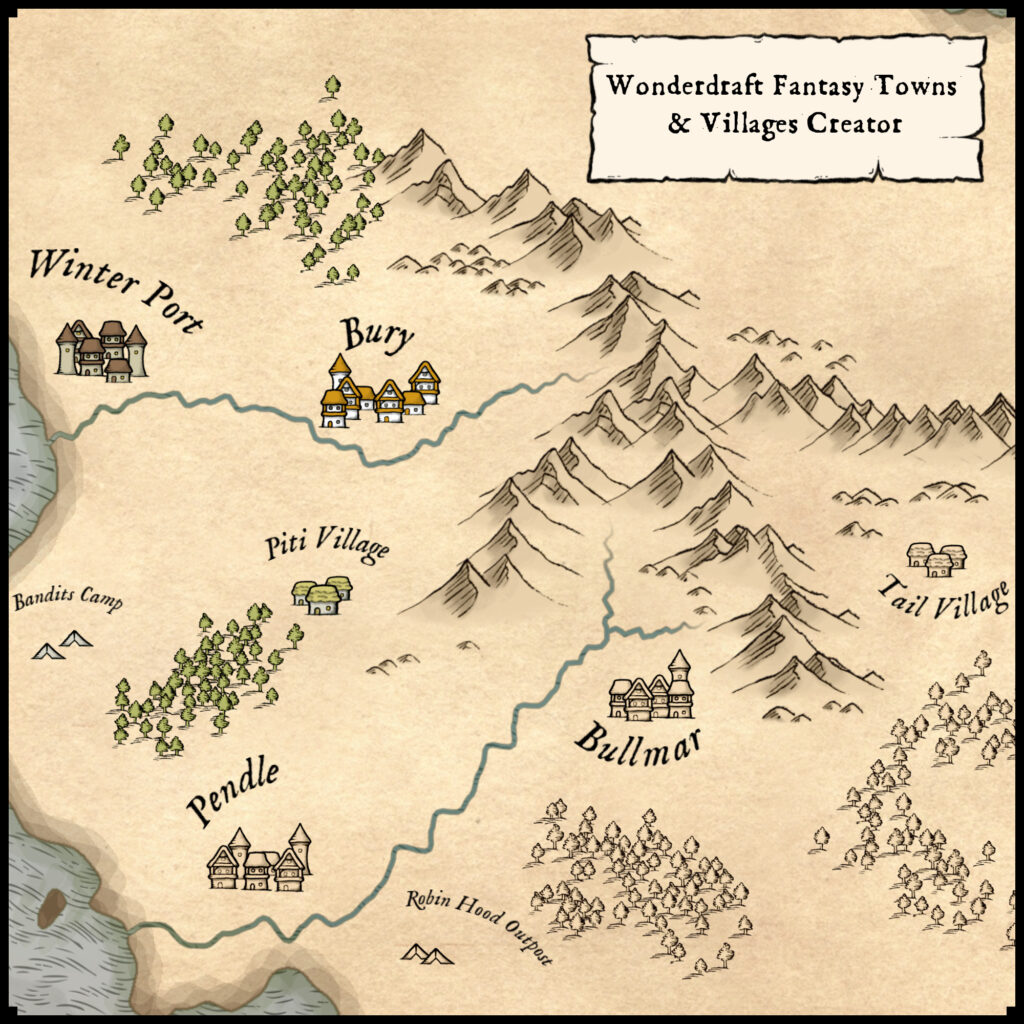 Wonderdraft Fantasy Towns
& Villages Creator
Winter Port
Bury
Piti Village
Bandits Camp
Tail Village
Bullmar
Pendle
Robin Hood Outpost